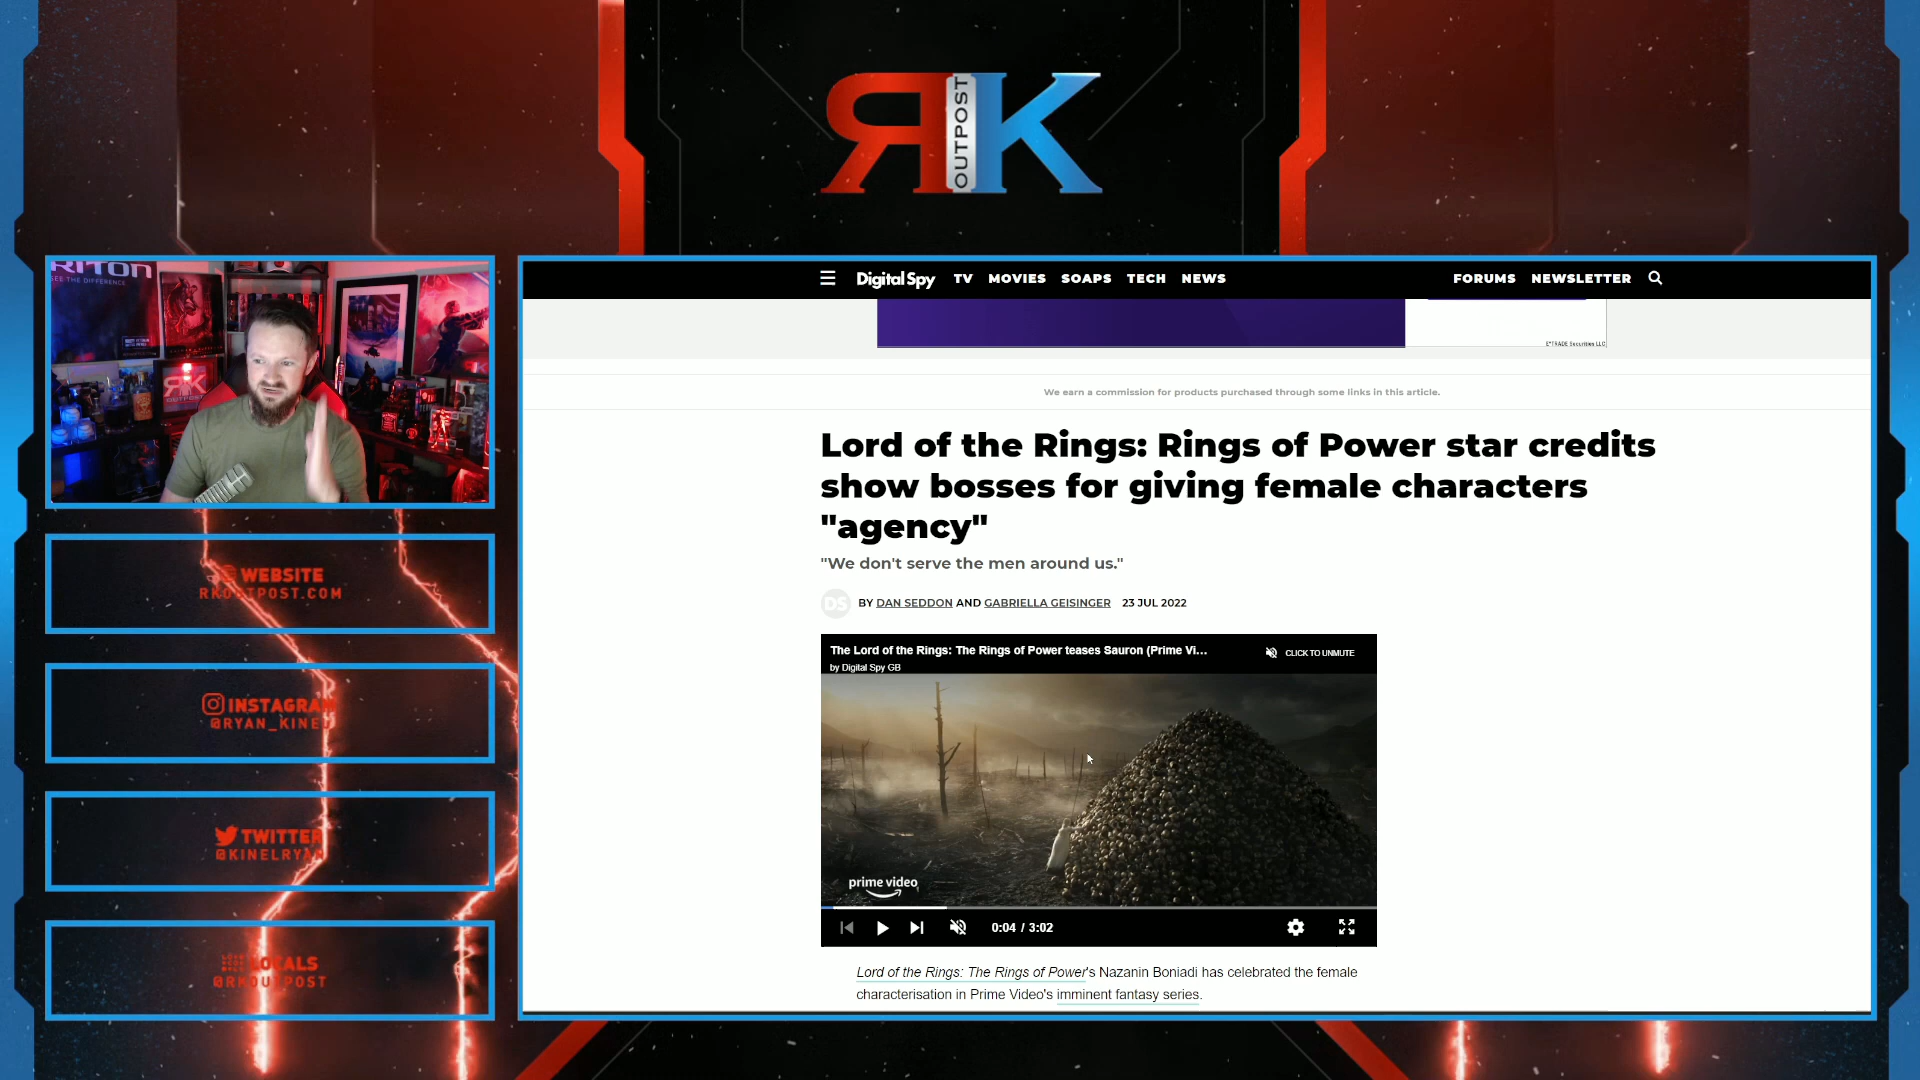 RK
OUTPOST
RITON
SEE THE DIFFERENCE
RK
OUTPOST
WEBSITE
RKOUTPOST.COM
INSTAGRAM
@RYAN_KINEL
TWITTER
@KINELRYAN
LOCALS
@RKOUTPOST
Digital Spy TV MOVIES SOAPS TECH NEWS FORUMS NEWSLETTER
E*TRADE Securities LLC
We earn a commission for products purchased through some links in this article.
Lord of the Rings: Rings of Power star credits
show bosses for giving female characters
"agency"
"We don't serve the men around us."
DS BY DAN SEDDON AND GABRIELLA GEISINGER 23 JUL 2022
The Lord of the Rings: The Rings of Power teases Sauron (Prime Vi...
CLICK TO UNMUTE
by Digital Spy GB
prime video
0:04 / 3:02
Lord of the Rings: The Rings of Power's Nazanin Boniadi has celebrated the female
characterisation in Prime Video's imminent fantasy series.